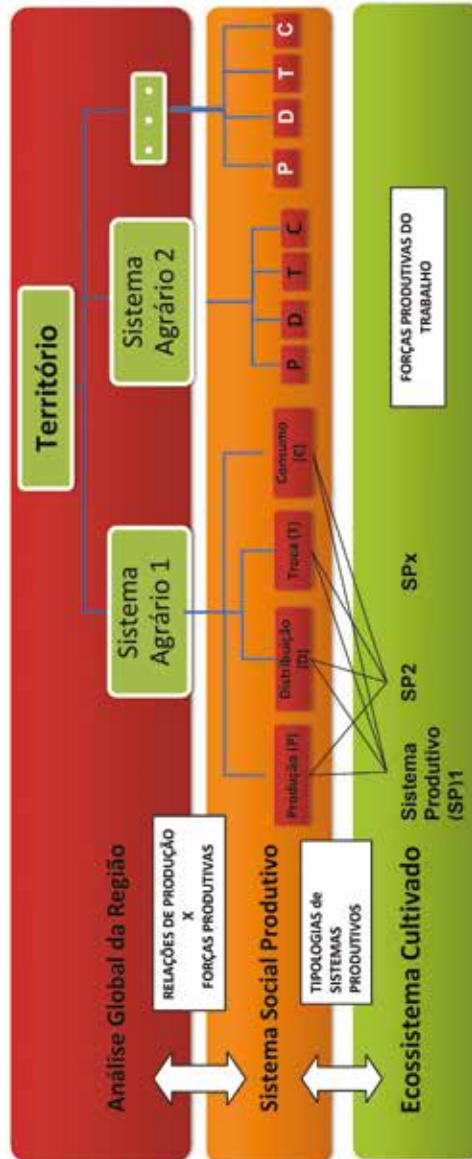 Território
Sistema
Agrário 1
Sistema
Agrário 2
• • •
Análise Global da Região
RELAÇÕES DE PRODUÇÃO
X
FORÇAS PRODUTIVAS
Produção (P)
Distribuição
(D)
Troca (T)
Consumo
(C)
P
D
T
C
P
D
T
C
Sistema Social Produtivo
TIPOLOGIAS de
SISTEMAS
PRODUTIVOS
Sistema
Produtivo
(SP)1
SP2
SPx
FORÇAS PRODUTIVAS DO
TRABALHO
Ecossistema Cultivado